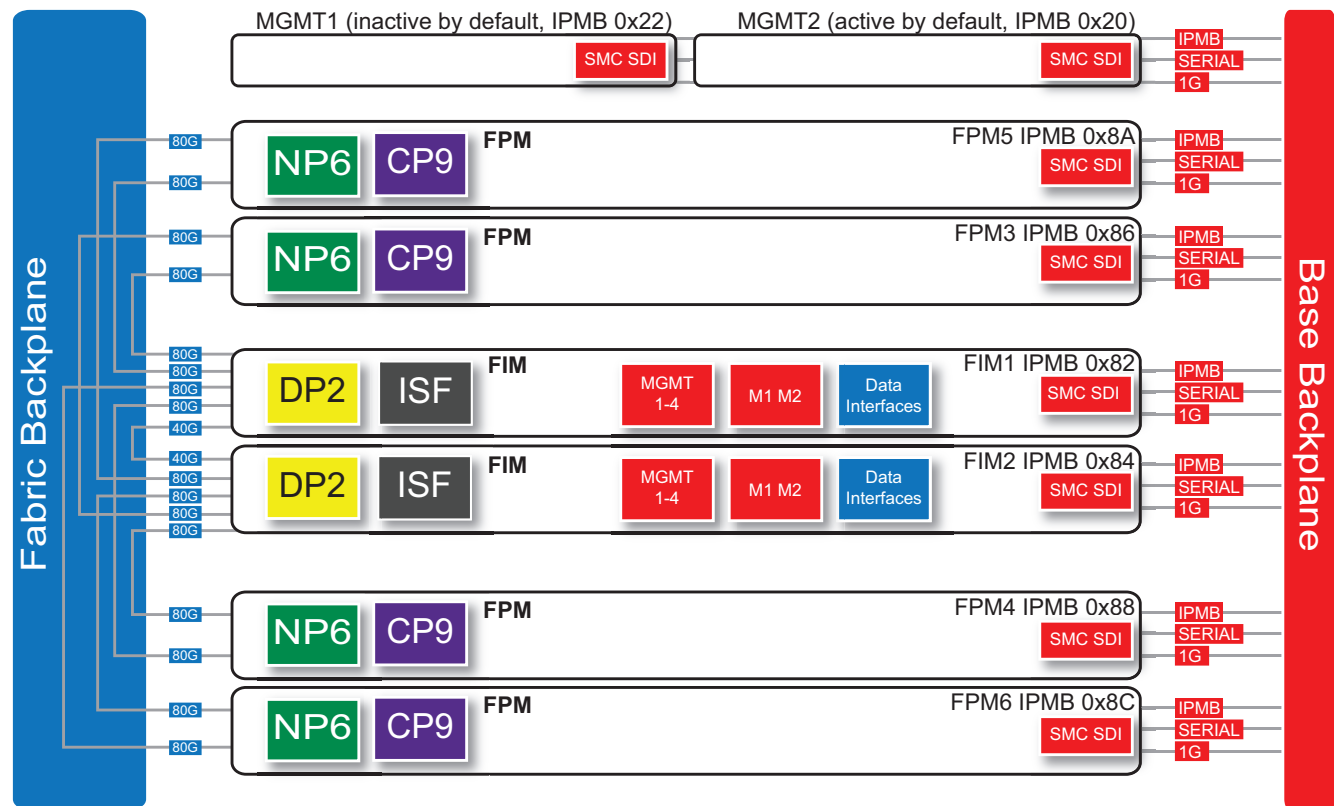 MGMT1 (inactive by default, IPMB 0x22)
MGMT2 (active by default, IPMB 0x20)
SMC SDI
SMC SDI
IPMB
SERIAL
1G
Fabric Backplane
Base Backplane
80G
80G
NP6
CP9
FPM
FPM5 IPMB 0x8A
SMC SDI
IPMB
SERIAL
1G
80G
80G
NP6
CP9
FPM
FPM3 IPMB 0x86
SMC SDI
IPMB
SERIAL
1G
80G
80G
80G
80G
40G
DP2
ISF
FIM
MGMT
1-4
M1 M2
Data
Interfaces
FIM1 IPMB 0x82
SMC SDI
IPMB
SERIAL
1G
40G
80G
80G
80G
80G
DP2
ISF
FIM
MGMT
1-4
M1 M2
Data
Interfaces
FIM2 IPMB 0x84
SMC SDI
IPMB
SERIAL
1G
80G
80G
NP6
CP9
FPM
FPM4 IPMB 0x88
SMC SDI
IPMB
SERIAL
1G
80G
80G
NP6
CP9
FPM
FPM6 IPMB 0x8C
SMC SDI
IPMB
SERIAL
1G